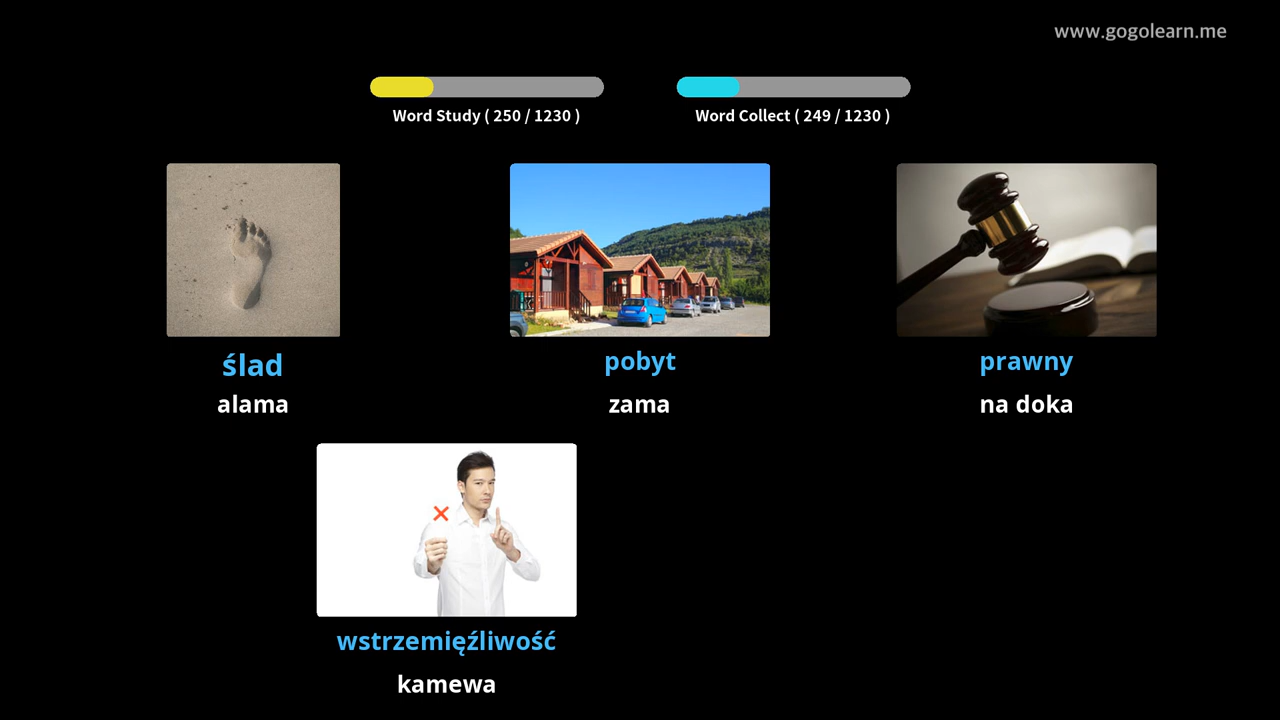 www.gogolearn.me
Word Study ( 250 / 1230 )
Word Collect ( 249 / 1230 )
ślad
alama
pobyt
zama
prawny
na doka
wstrzemięźliwość
kamewa